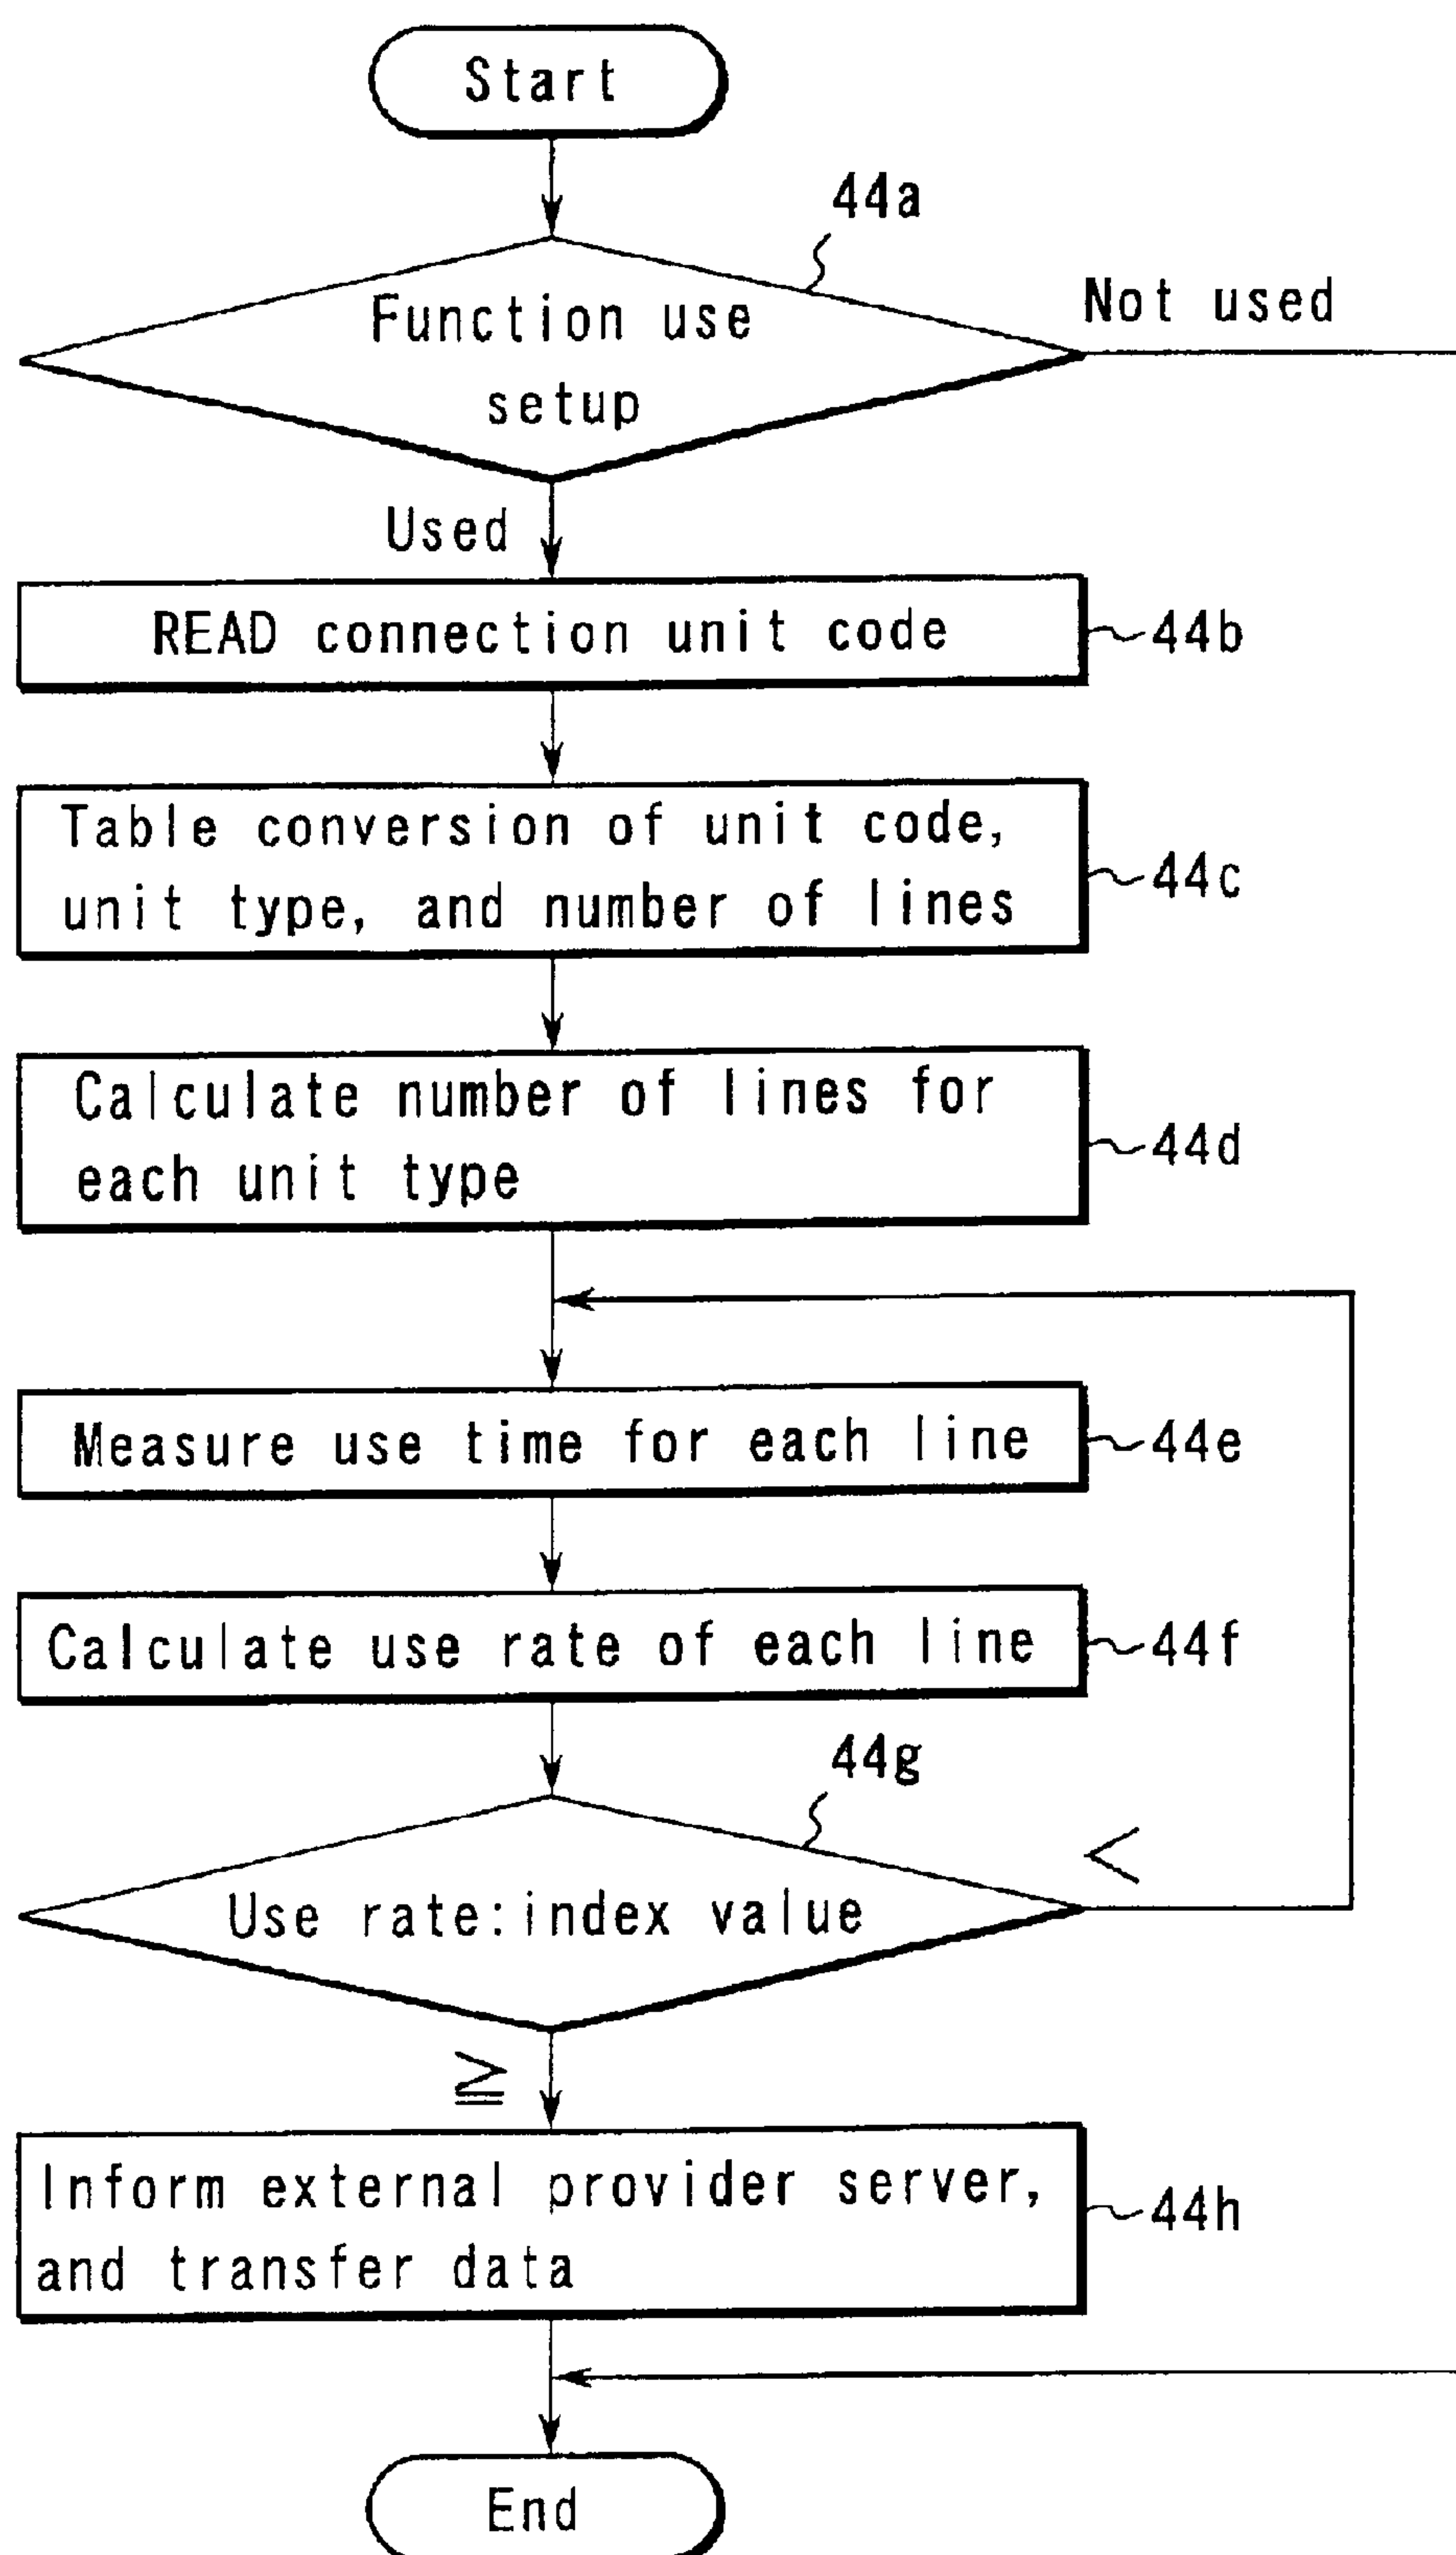 Start
44a
Not used
Function use
setup
Used
READ connection unit code
44b
Table conversion of unit code,
unit type, and number of lines
44c
Calculate number of lines for
each unit type
44d
Measure use time for each line
44e
Calculate use rate of each line
44f
44g
<
Use rate:index value
≧
Inform external provider server,
and transfer data
44h
End